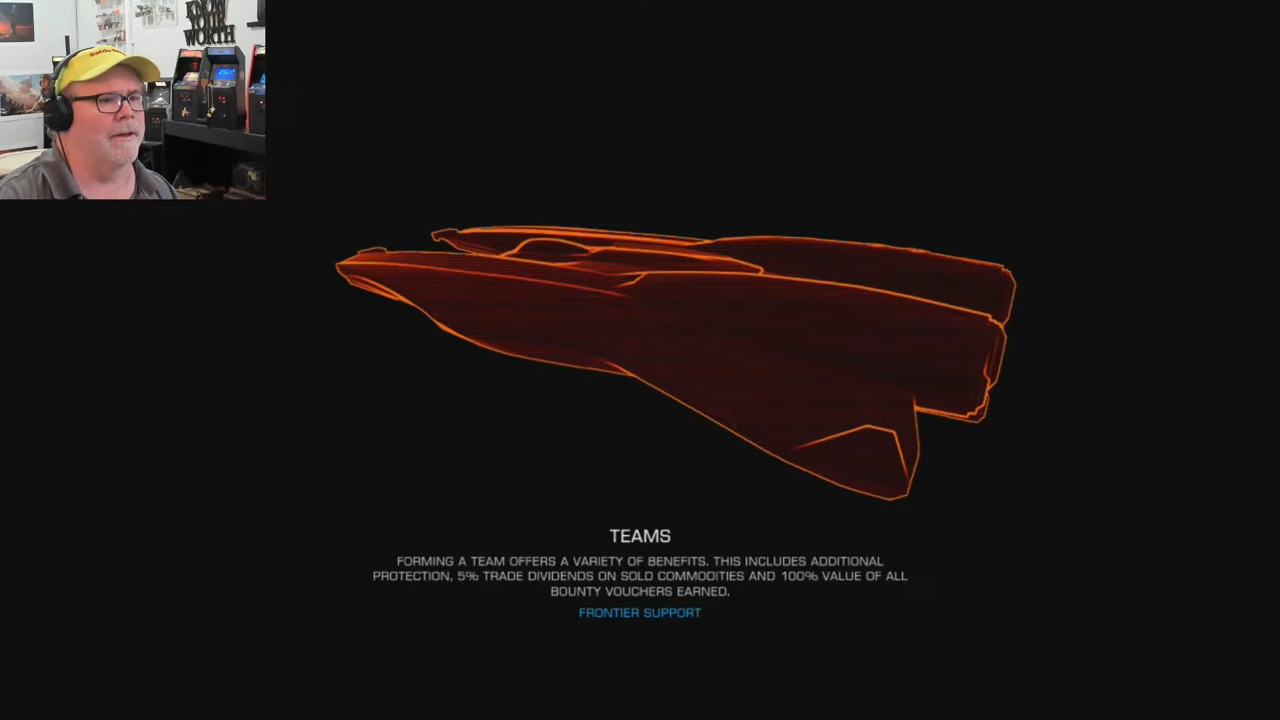 KNOW
YOUR
WORTH
TEAMS
FORMING A TEAM OFFERS A VARIETY OF BENEFITS. THIS INCLUDES ADDITIONAL
PROTECTION, 5% TRADE DIVIDENDS ON SOLD COMMODITIES AND 100% VALUE OF ALL
BOUNTY VOUCHERS EARNED.
FRONTIER SUPPORT